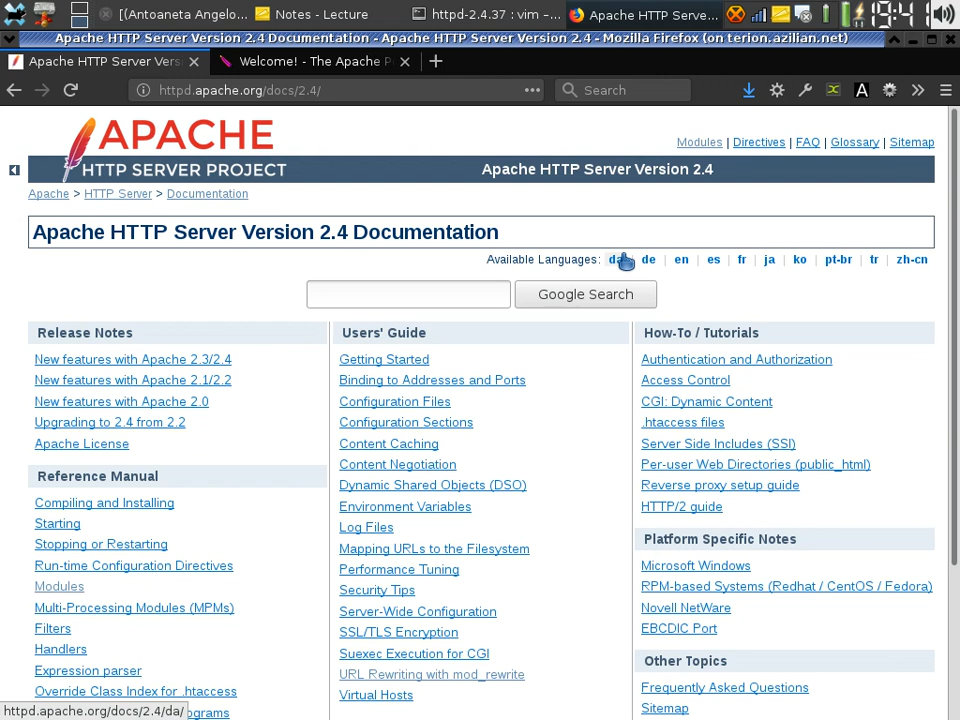 [(Antoaneta Angelo... Notes - Lecture httpd-2.4.37 : vim –... Apache HTTP Serve... 19:41
Apache HTTP Server Version 2.4 Documentation - Apache HTTP Server Version 2.4 - Mozilla Firefox (on terion.azilian.net)
Apache HTTP Server Versi Welcome! - The Apache P
httpd.apache.org/docs/2.4/ Search
APACHE
HTTP SERVER PROJECT
Modules | Directives | FAQ | Glossary | Sitemap
Apache HTTP Server Version 2.4
Apache > HTTP Server > Documentation
Apache HTTP Server Version 2.4 Documentation
Available Languages: da | de | en | es | fr | ja | ko | pt-br | tr | zh-cn
Google Search
Release Notes
New features with Apache 2.3/2.4
New features with Apache 2.1/2.2
New features with Apache 2.0
Upgrading to 2.4 from 2.2
Apache License
Reference Manual
Compiling and Installing
Starting
Stopping or Restarting
Run-time Configuration Directives
Modules
Multi-Processing Modules (MPMs)
Filters
Handlers
Expression parser
Override Class Index for .htaccess
ograms
Users' Guide
Getting Started
Binding to Addresses and Ports
Configuration Files
Configuration Sections
Content Caching
Content Negotiation
Dynamic Shared Objects (DSO)
Environment Variables
Log Files
Mapping URLs to the Filesystem
Performance Tuning
Security Tips
Server-Wide Configuration
SSL/TLS Encryption
Suexec Execution for CGI
URL Rewriting with mod_rewrite
Virtual Hosts
How-To / Tutorials
Authentication and Authorization
Access Control
CGI: Dynamic Content
.htaccess files
Server Side Includes (SSI)
Per-user Web Directories (public_html)
Reverse proxy setup guide
HTTP/2 guide
Platform Specific Notes
Microsoft Windows
RPM-based Systems (Redhat / CentOS / Fedora)
Novell NetWare
EBCDIC Port
Other Topics
Frequently Asked Questions
Sitemap
httpd.apache.org/docs/2.4/da/